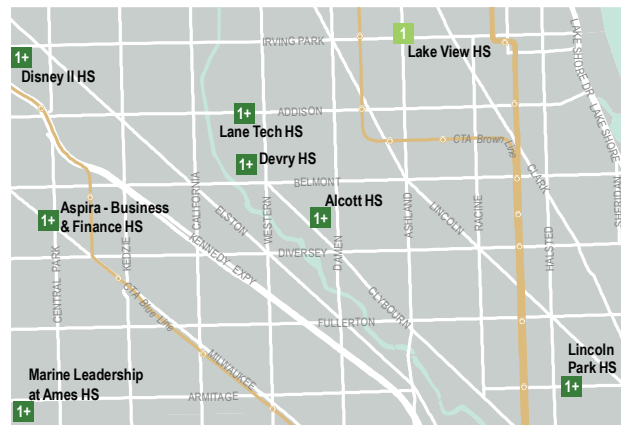 IRVING PARK
1
Lake View HS
LAKE SHORE DR
LAKE SHORE
1+
Disney II HS
1+
ADDISON
Lane Tech HS
CTA Brown Line
1+
Devry HS
BELMONT
CLARK
SHERIDAN
CALIFORNIA
ELSTON
WESTERN
Alcott HS
1+
DAMEN
ASHLAND
LINCOLN
RACINE
HALSTED
Aspira - Business
1+
& Finance HS
KENNEDY EXPY
DIVERSEY
CENTRAL PARK
KEDZIE
CTA Blue Line
CLYBOURN
FULLERTON
MILWAUKEE
Lincoln
Park HS
1+
Marine Leadership
at Ames HS
1+
ARMITAGE